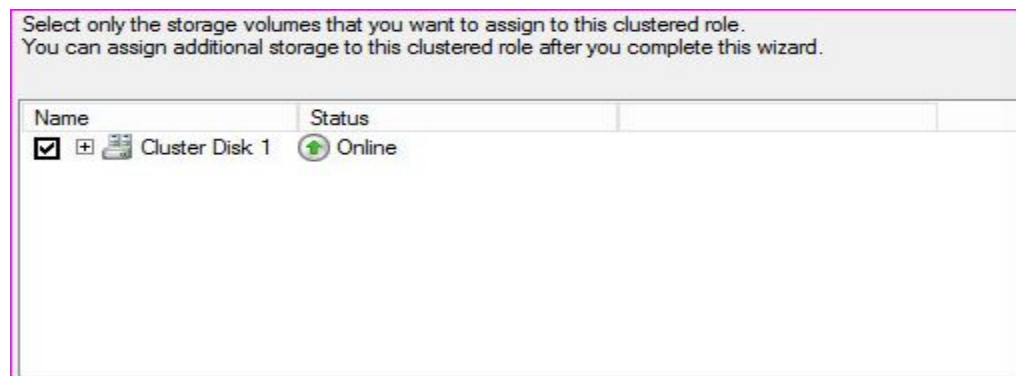 Select only the storage volumes that you want to assign to this clustered role.
You can assign additional storage to this clustered role after you complete this wizard.
Name Status
Cluster Disk 1 Online